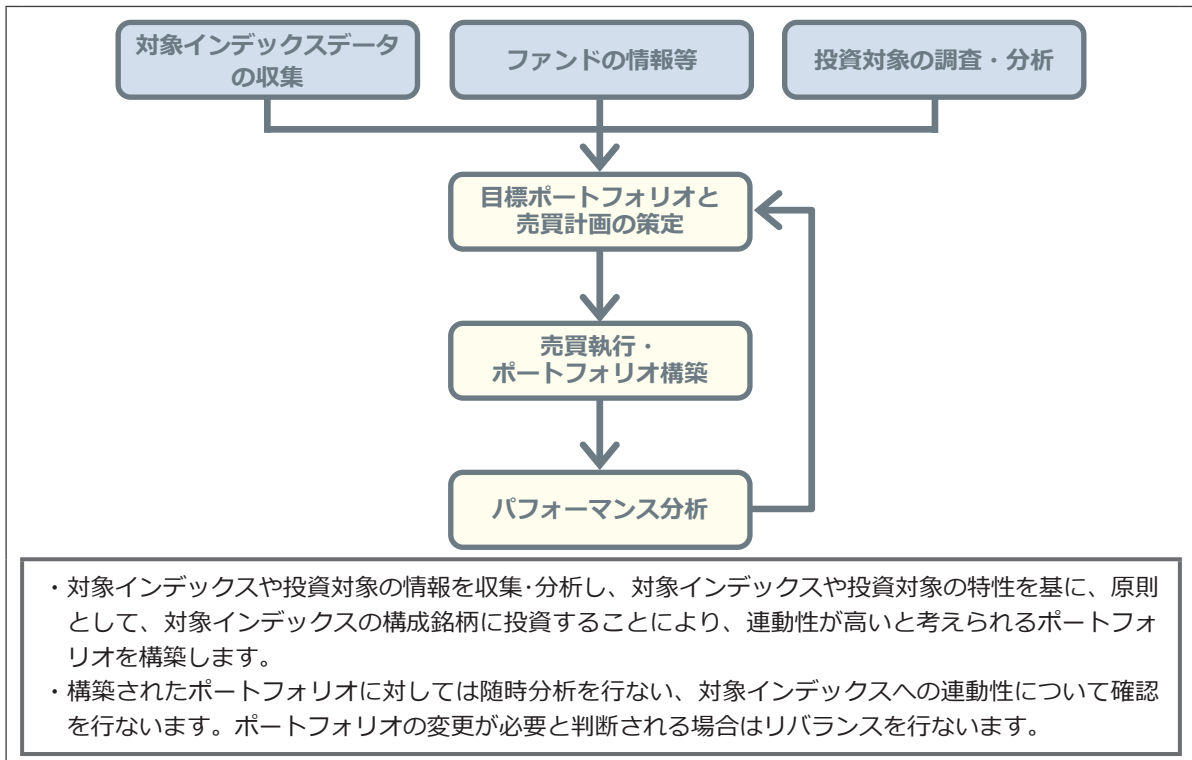 対象インデックスデータ
の収集
ファンドの情報等
投資対象の調査・分析
目標ポートフォリオと
売買計画の策定
売買執行・
ポートフォリオ構築
パフォーマンス分析
・対象インデックスや投資対象の情報を収集・分析し、対象インデックスや投資対象の特性を基に、原則
として、対象インデックスの構成銘柄に投資することにより、連動性が高いと考えられるポートフォ
リオを構築します。
・構築されたポートフォリオに対しては随時分析を行ない、対象インデックスへの連動性について確認
を行ないます。ポートフォリオの変更が必要と判断される場合はリバランスを行ないます。